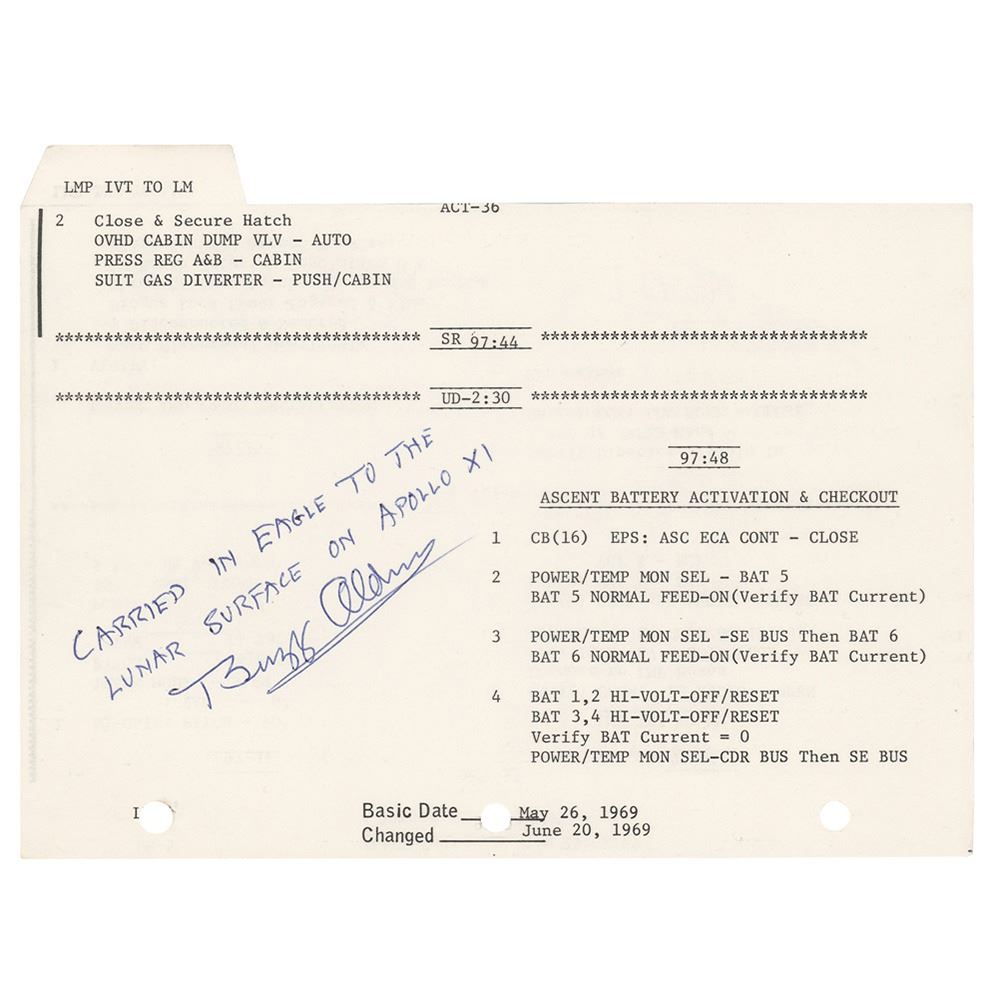 LMP IVT TO LM
ACT-36
2 Close & Secure Hatch
OVHD CABIN DUMP VLV - AUTO
PRESS REG A&B - CABIN
SUIT GAS DIVERTER - PUSH/CABIN
************************************* SR 97:44 *********************************
************************************* UD-2:30 **********************************
97:48
ASCENT BATTERY ACTIVATION & CHECKOUT
1 CB(16) EPS: ASC ECA CONT - CLOSE
2 POWER/TEMP MON SEL - BAT 5
BAT 5 NORMAL FEED-ON(Verify BAT Current)
3 POWER/TEMP MON SEL -SE BUS Then BAT 6
BAT 6 NORMAL FEED-ON(Verify BAT Current)
4 BAT 1,2 HI-VOLT-OFF/RESET
BAT 3,4 HI-VOLT-OFF/RESET
Verify BAT Current = 0
POWER/TEMP MON SEL-CDR BUS Then SE BUS
CARRIED IN EAGLE TO THE
LUNAR SURFACE ON APOLLO XI
Buzz Aldrin
Basic Date May 26, 1969
Changed June 20, 1969